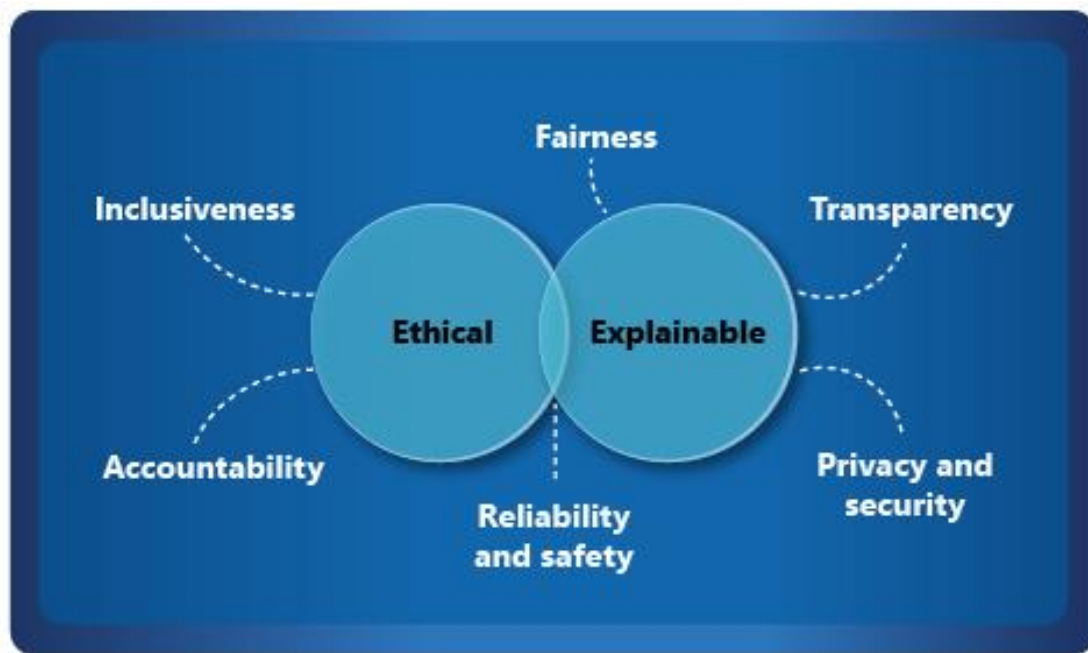 Fairness
Inclusiveness
Transparency
Ethical
Explainable
Accountability
Privacy and
security
Reliability
and safety